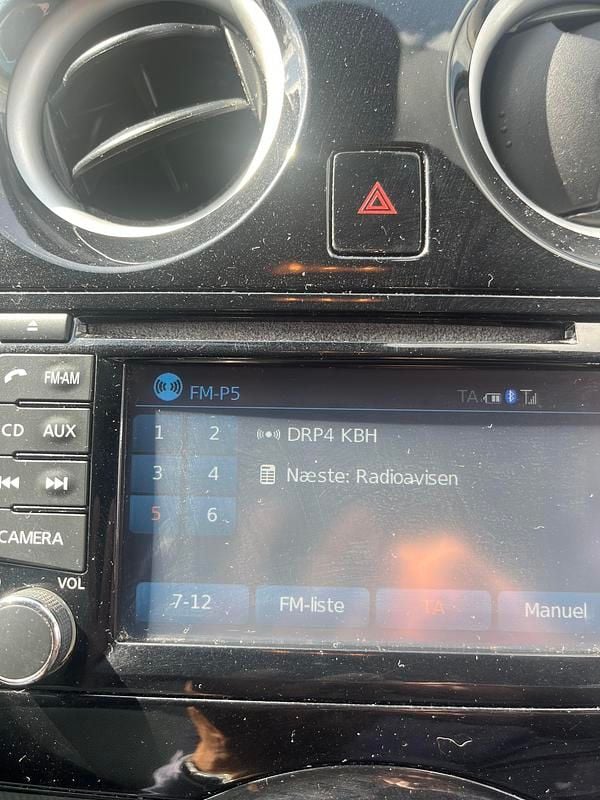 FM-AM
CD AUX
CAMERA
VOL
FM-P5
TA
1 2
3 4
5 6
DRP4 KBH
Næste: Radioavisen
7-12 FM-liste TA Manuel